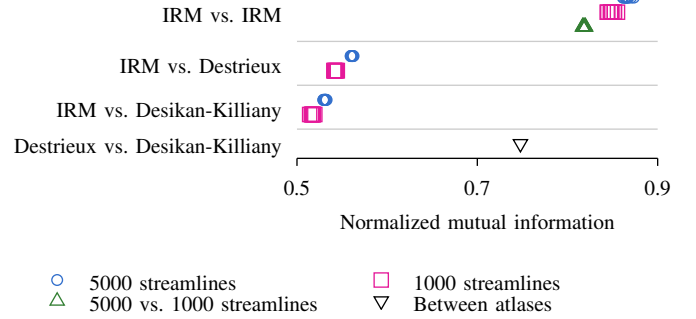 IRM vs. IRM
IRM vs. Destrieux
IRM vs. Desikan-Killiany
Destrieux vs. Desikan-Killiany
0.5 0.7 0.9
Normalized mutual information
5000 streamlines 1000 streamlines
5000 vs. 1000 streamlines Between atlases